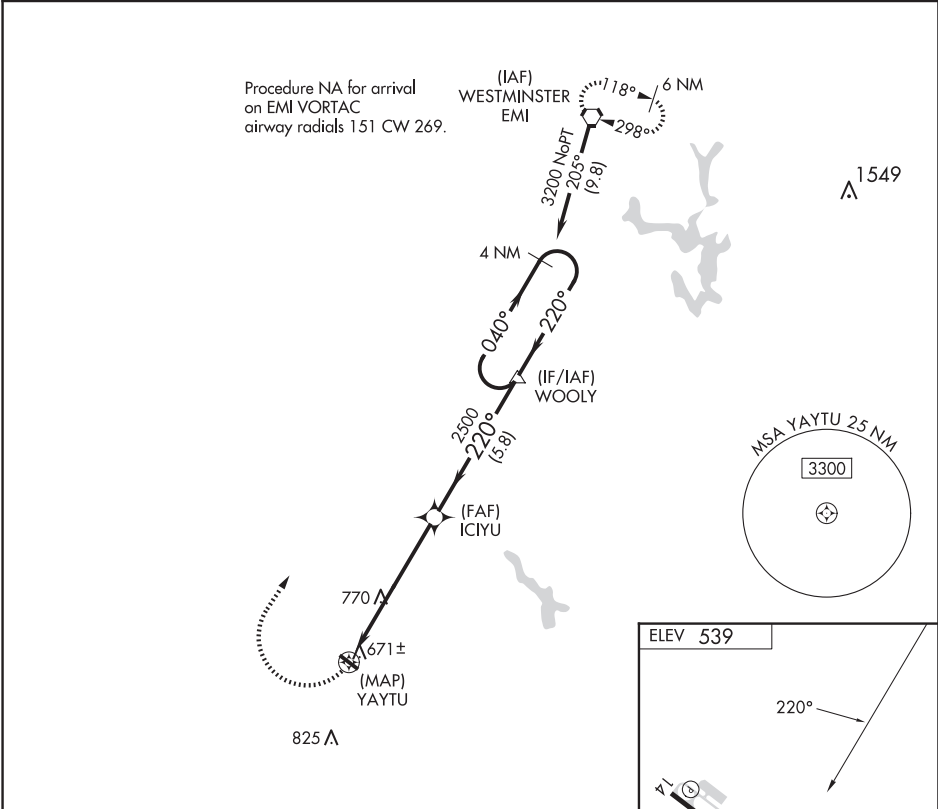 Procedure NA for arrival
on EMI VORTAC
airway radials 151 CW 269.
(IAF)
WESTMINSTER
EMI
118°
6 NM
298°
3200 NoPT
205°
(9.8)
1549
4 NM
040°
220°
(IF/IAF)
WOOLY
2500
220°
(5.8)
MSA YAYTU 25 NM
3300
(FAF)
ICIYU
770
671±
(MAP)
YAYTU
825
ELEV 539
220°
14
P